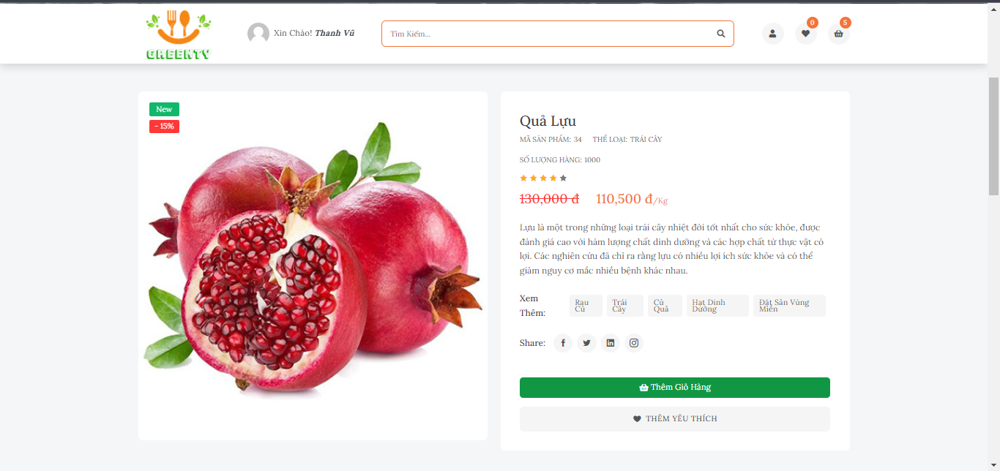 GREENTY
Xin Chào! Thanh Vũ
Tìm Kiếm...
0
5
New
- 15%
Quả Lựu
MÃ SẢN PHẨM: 34 THỂ LOẠI: TRÁI CÂY
SỐ LƯỢNG HÀNG: 1000
130,000 đ 110,500 đ/Kg
Lựu là một trong những loại trái cây nhiệt đới tốt nhất cho sức khỏe, được
đánh giá cao với hàm lượng chất dinh dưỡng và các hợp chất từ thực vật có
lợi. Các nghiên cứu đã chỉ ra rằng lựu có nhiều lợi ích sức khỏe và có thể
giảm nguy cơ mắc nhiều bệnh khác nhau.
Xem
Thêm:
Rau
Củ
Trái
Cây
Củ
Quả
Hạt Dinh
Dưỡng
Đặt Sản Vùng
Miền
Share:
Thêm Giỏ Hàng
THÊM YÊU THÍCH